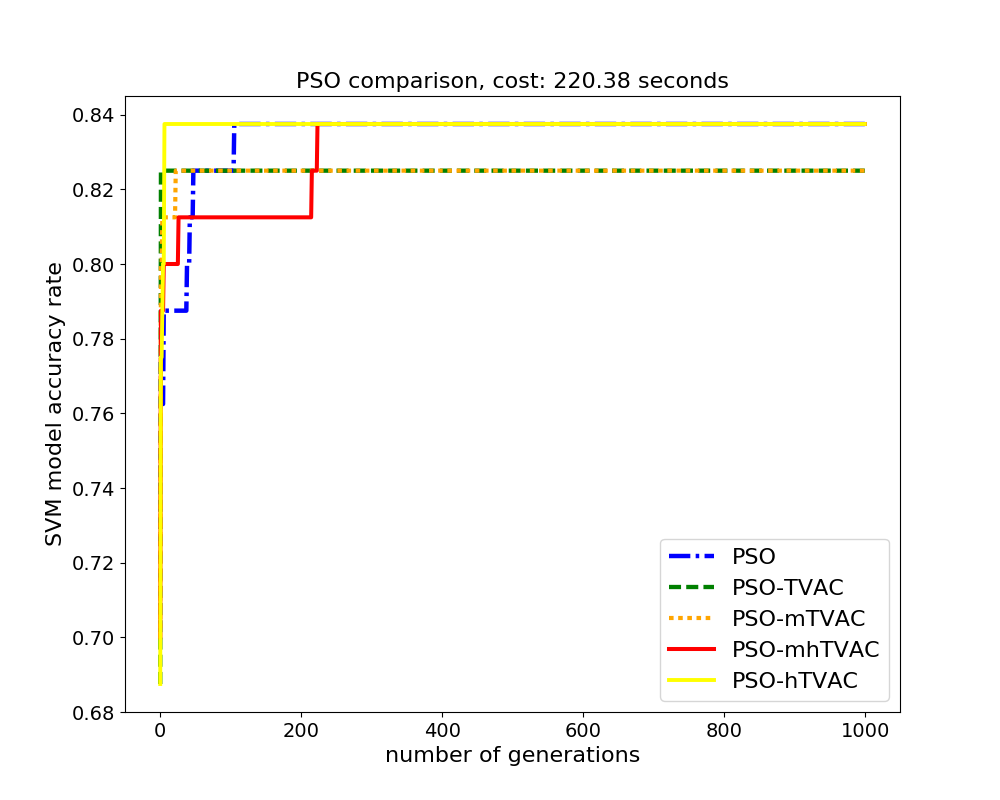 PSO comparison, cost: 220.38 seconds
SVM model accuracy rate
0.84
0.82
0.80
0.78
0.76
0.74
0.72
0.70
0.68
0
200
400
600
800
1000
number of generations
PSO
PSO-TVAC
PSO-mTVAC
PSO-mhTVAC
PSO-hTVAC